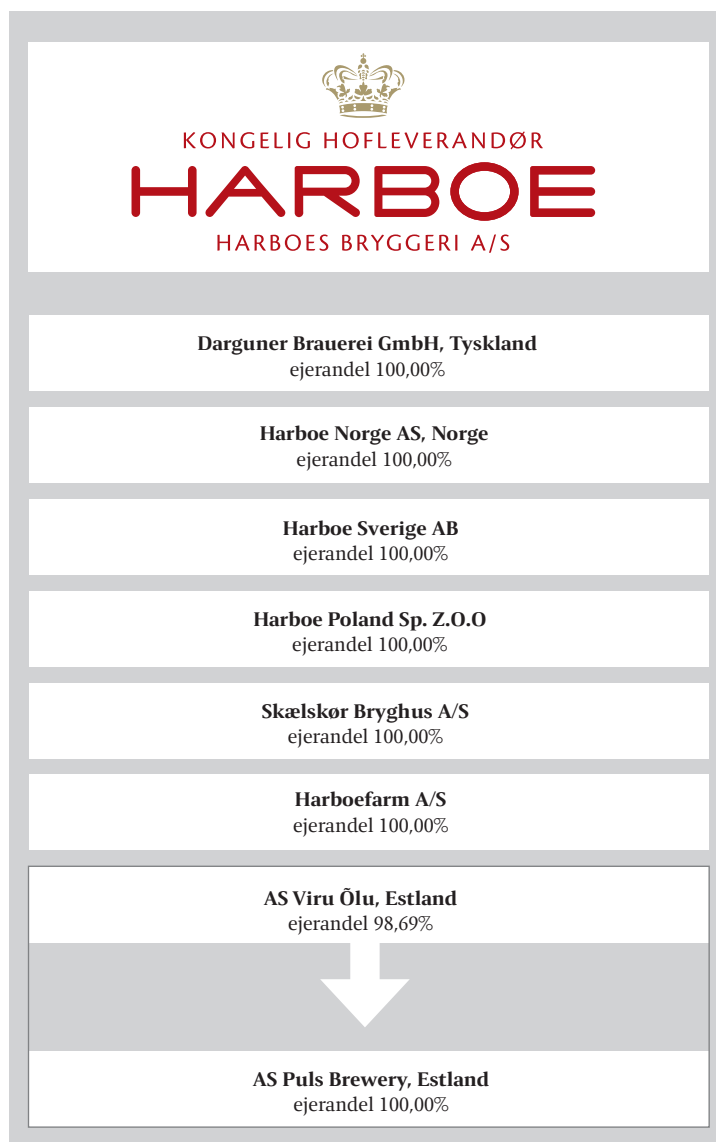 KONGELIG HOFLEVERANDØR
HARBOE
HARBOES BRYGGERI A/S
Darguner Brauerei GmbH, Tyskland
ejerandel 100,00%
Harboe Norge AS, Norge
ejerandel 100,00%
Harboe Sverige AB
ejerandel 100,00%
Harboe Poland Sp. Z.O.O
ejerandel 100,00%
Skælskør Bryghus A/S
ejerandel 100,00%
Harboefarm A/S
ejerandel 100,00%
AS Viru Õlu, Estland
ejerandel 98,69%
AS Puls Brewery, Estland
ejerandel 100,00%